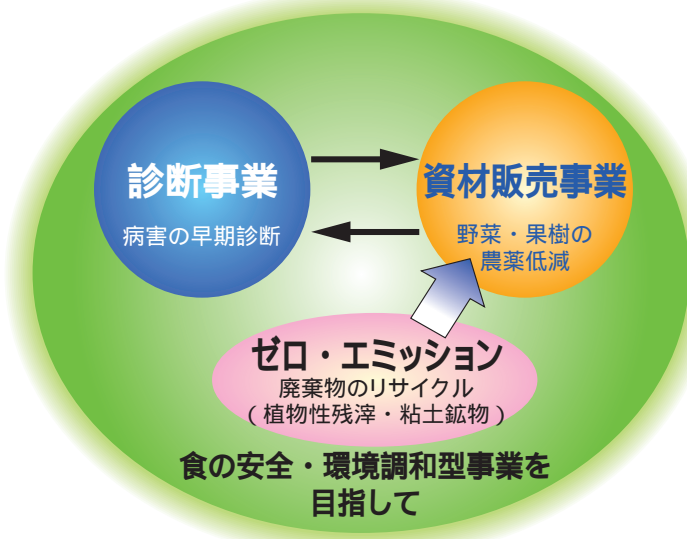 診断事業
病害の早期診断
資材販売事業
野菜・果樹の
農薬低減
ゼロ・エミッション
廃棄物のリサイクル
（植物性残滓・粘土鉱物）
食の安全・環境調和型事業を
目指して